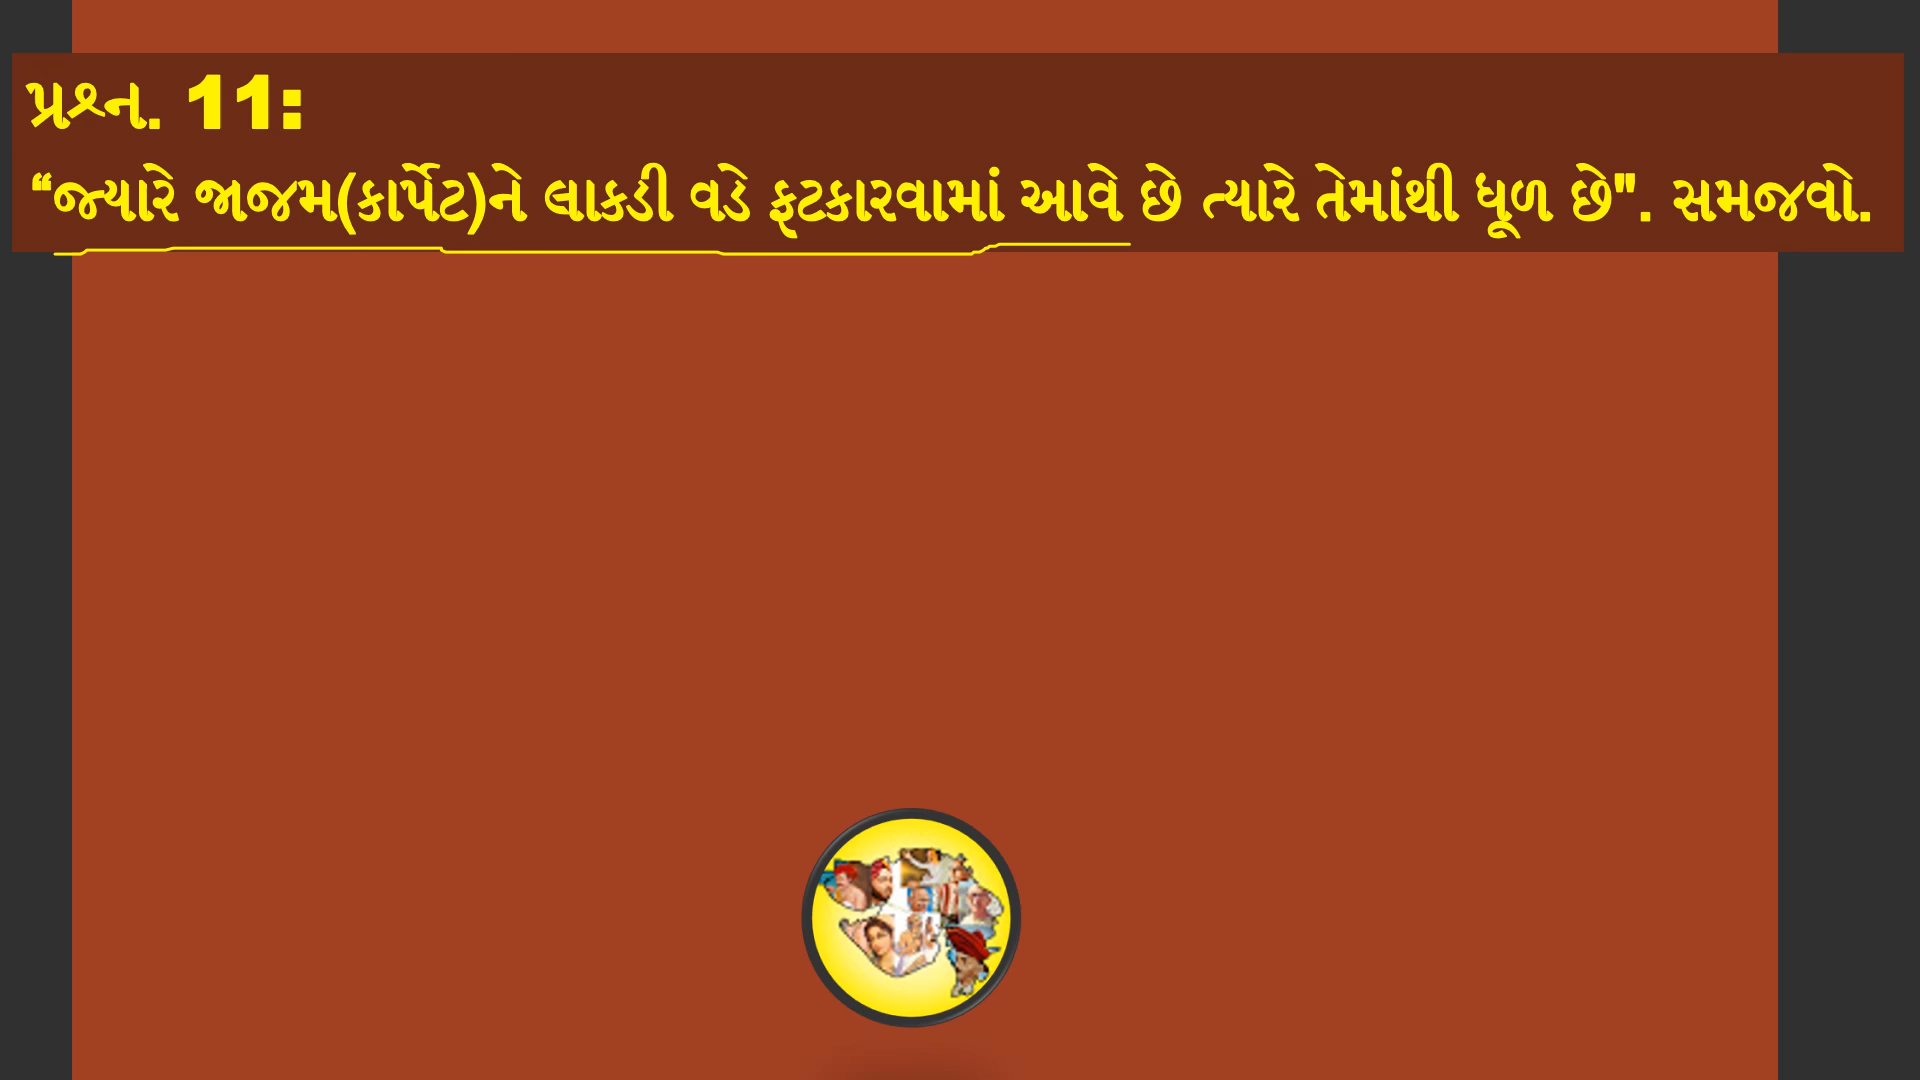 પ્રશ્ન. 11:
“જ્યારે જાજમ(કાર્પેટ)ને લાકડી વડે ફટકારવામાં આવે છે ત્યારે તેમાંથી ધૂળ છે". સમજવો.